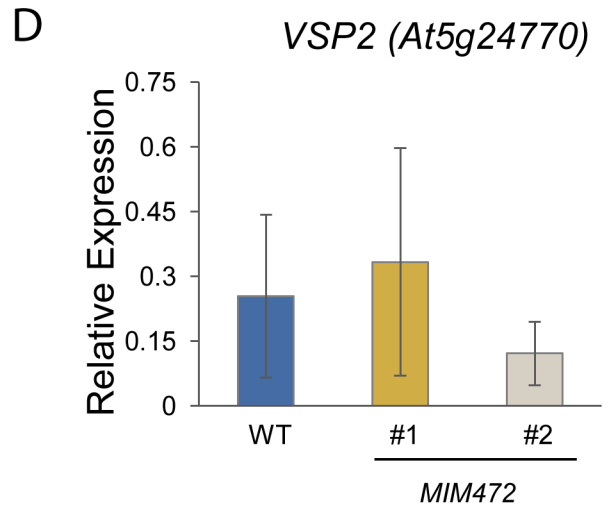 D
VSP2 (At5g24770)
Relative Expression
0.75
0.6
0.45
0.3
0.15
0
WT
#1
#2
MIM472